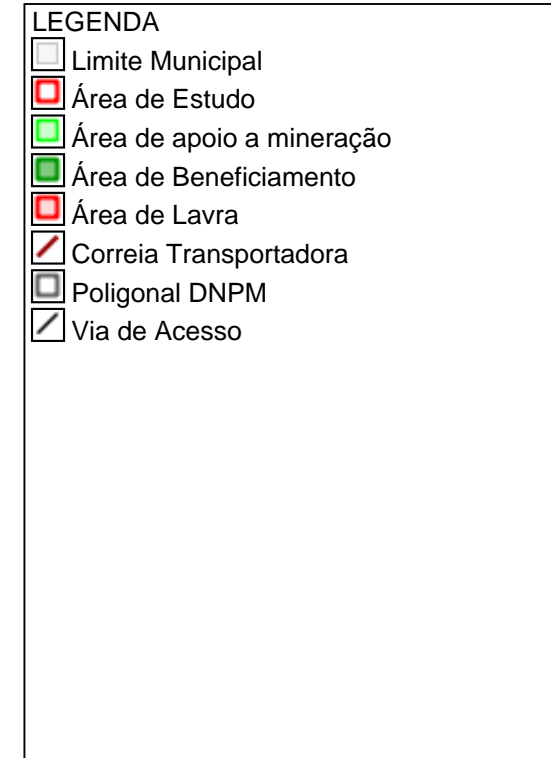 LEGENDA
Limite Municipal
Área de Estudo
Área de apoio a mineração
Área de Beneficiamento
Área de Lavra
Correia Transportadora
Poligonal DNPM
Via de Acesso